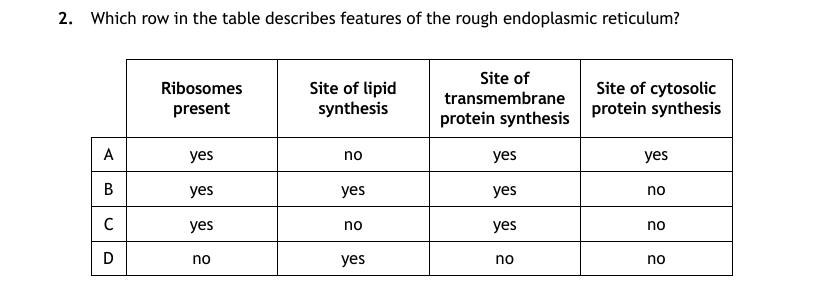 2. Which row in the table describes features of the rough endoplasmic reticulum?
Ribosomes present | Site of lipid synthesis | Site of transmembrane protein synthesis | Site of cytosolic protein synthesis
A yes no yes yes
B yes yes yes no
C yes no yes no
D no yes no no